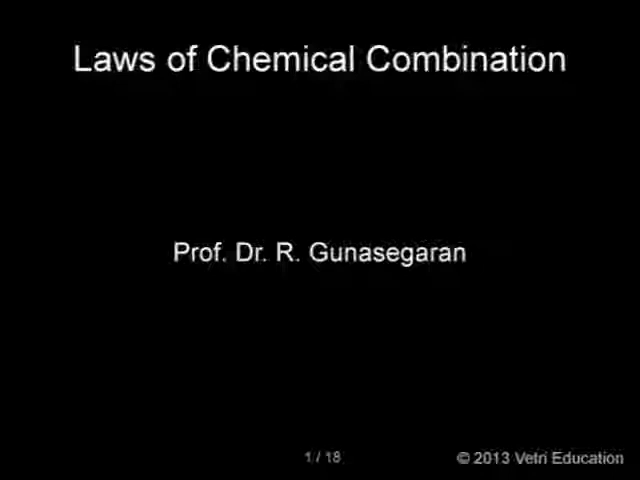 Laws of Chemical Combination
Prof. Dr. R. Gunasegaran
1 / 18
© 2013 Vetri Education